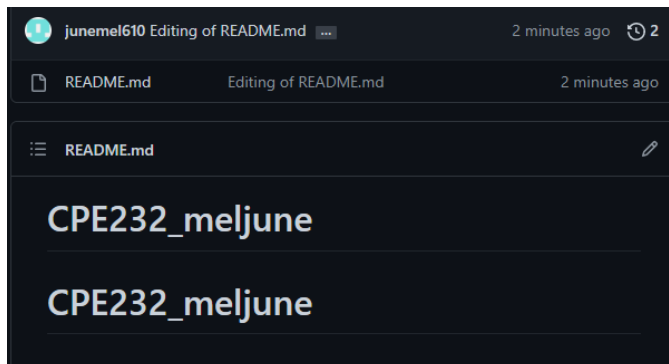 junemel610 Editing of README.md ... 2 minutes ago 2
README.md Editing of README.md 2 minutes ago
README.md
CPE232_meljune
CPE232_meljune